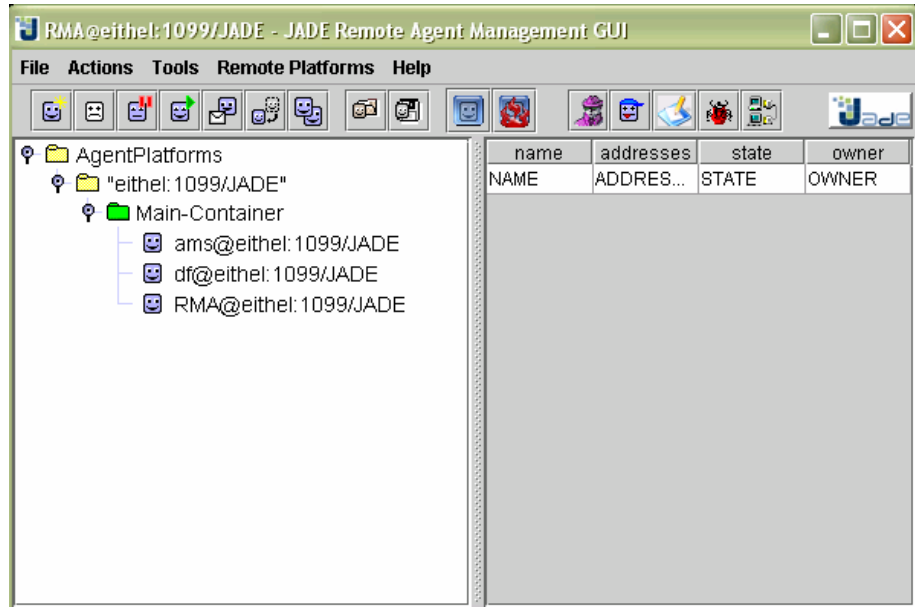 RMA@eithel:1099/JADE - JADE Remote Agent Management GUI
File Actions Tools Remote Platforms Help
Jade
AgentPlatforms
"eithel:1099/JADE"
Main-Container
ams@eithel:1099/JADE
df@eithel:1099/JADE
RMA@eithel:1099/JADE
name addresses state owner
NAME ADDRES... STATE OWNER